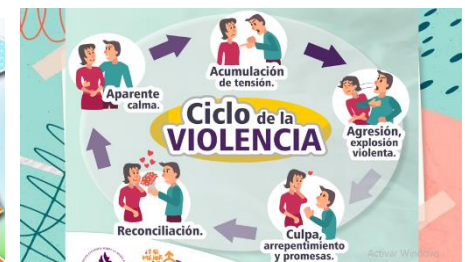 Acumulación
de tensión.
Aparente
calma.
Ciclo de la
VIOLENCIA
Agresión,
explosión
violenta.
Reconciliación.
Culpa,
arrepentimiento
y promesas.
Activar Windows